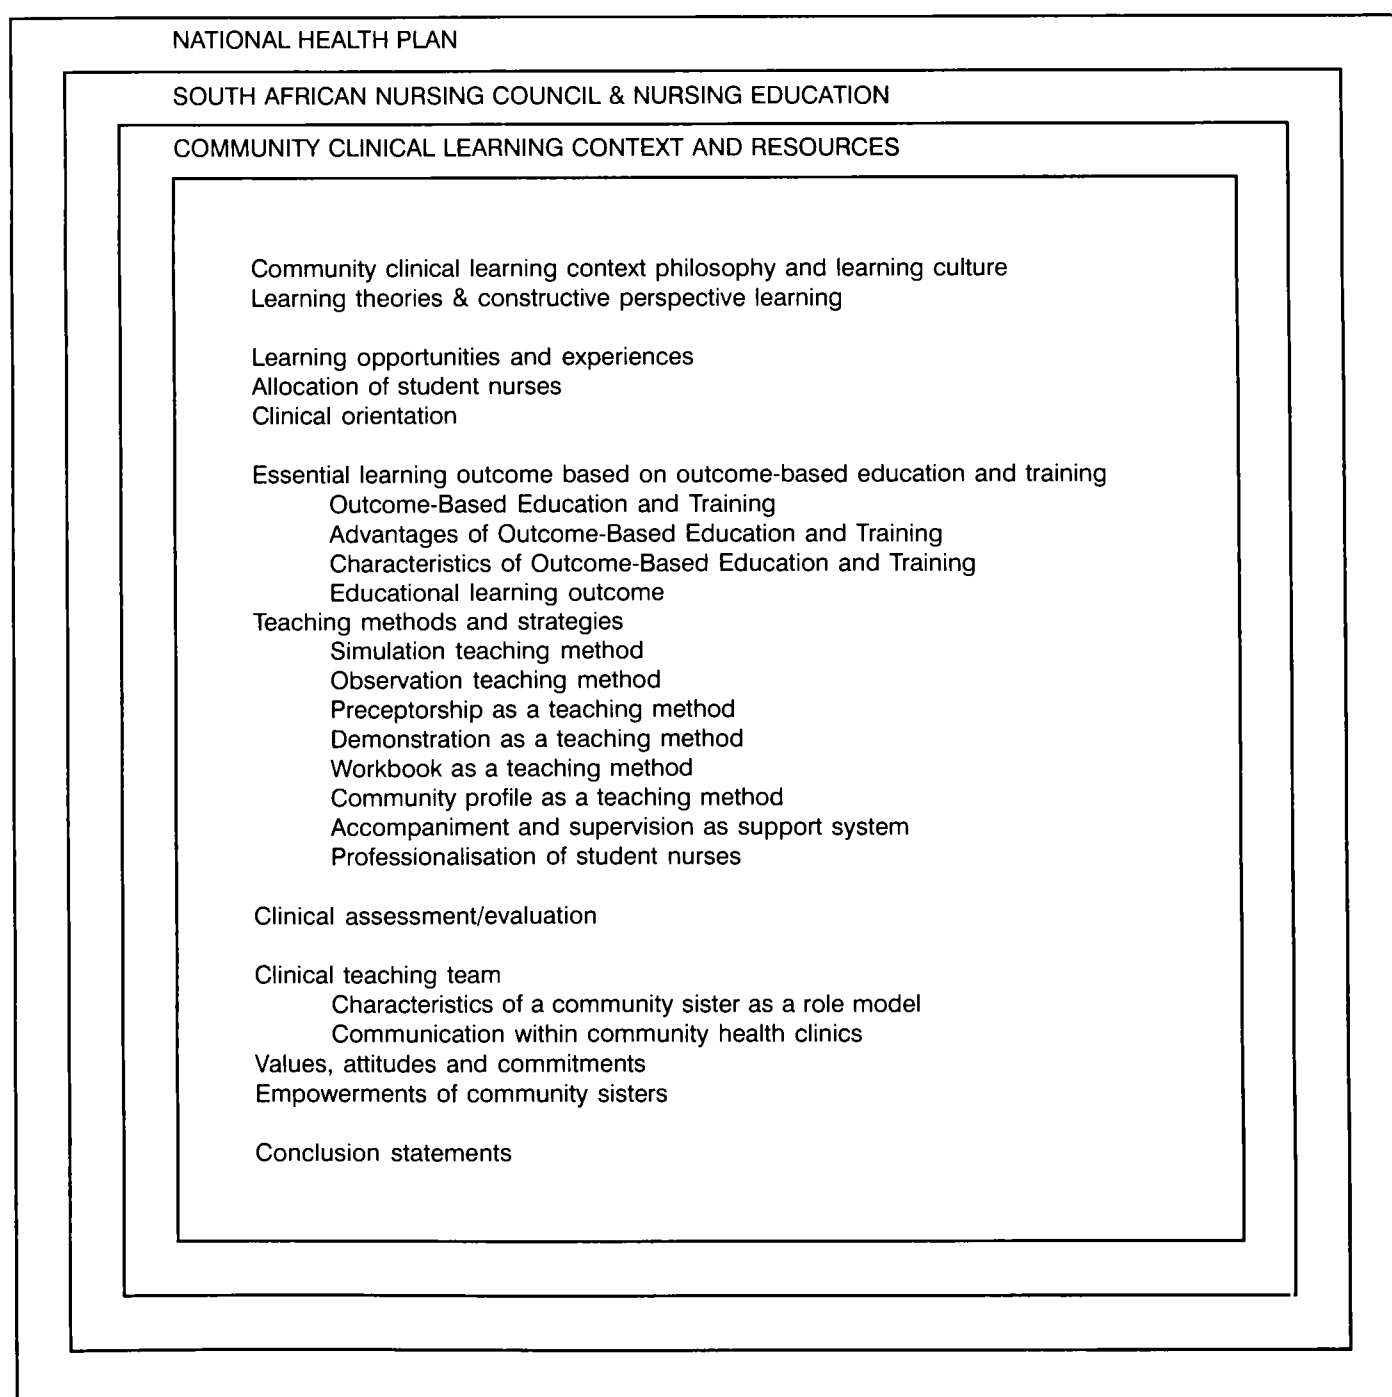 NATIONAL HEALTH PLAN
SOUTH AFRICAN NURSING COUNCIL & NURSING EDUCATION
COMMUNITY CLINICAL LEARNING CONTEXT AND RESOURCES
Community clinical learning context philosophy and learning culture
Learning theories & constructive perspective learning
Learning opportunities and experiences
Allocation of student nurses
Clinical orientation
Essential learning outcome based on outcome-based education and training
Outcome-Based Education and Training
Advantages of Outcome-Based Education and Training
Characteristics of Outcome-Based Education and Training
Educational learning outcome
Teaching methods and strategies
Simulation teaching method
Observation teaching method
Preceptorship as a teaching method
Demonstration as a teaching method
Workbook as a teaching method
Community profile as a teaching method
Accompaniment and supervision as support system
Professionalisation of student nurses
Clinical assessment/evaluation
Clinical teaching team
Characteristics of a community sister as a role model
Communication within community health clinics
Values, attitudes and commitments
Empowerments of community sisters
Conclusion statements